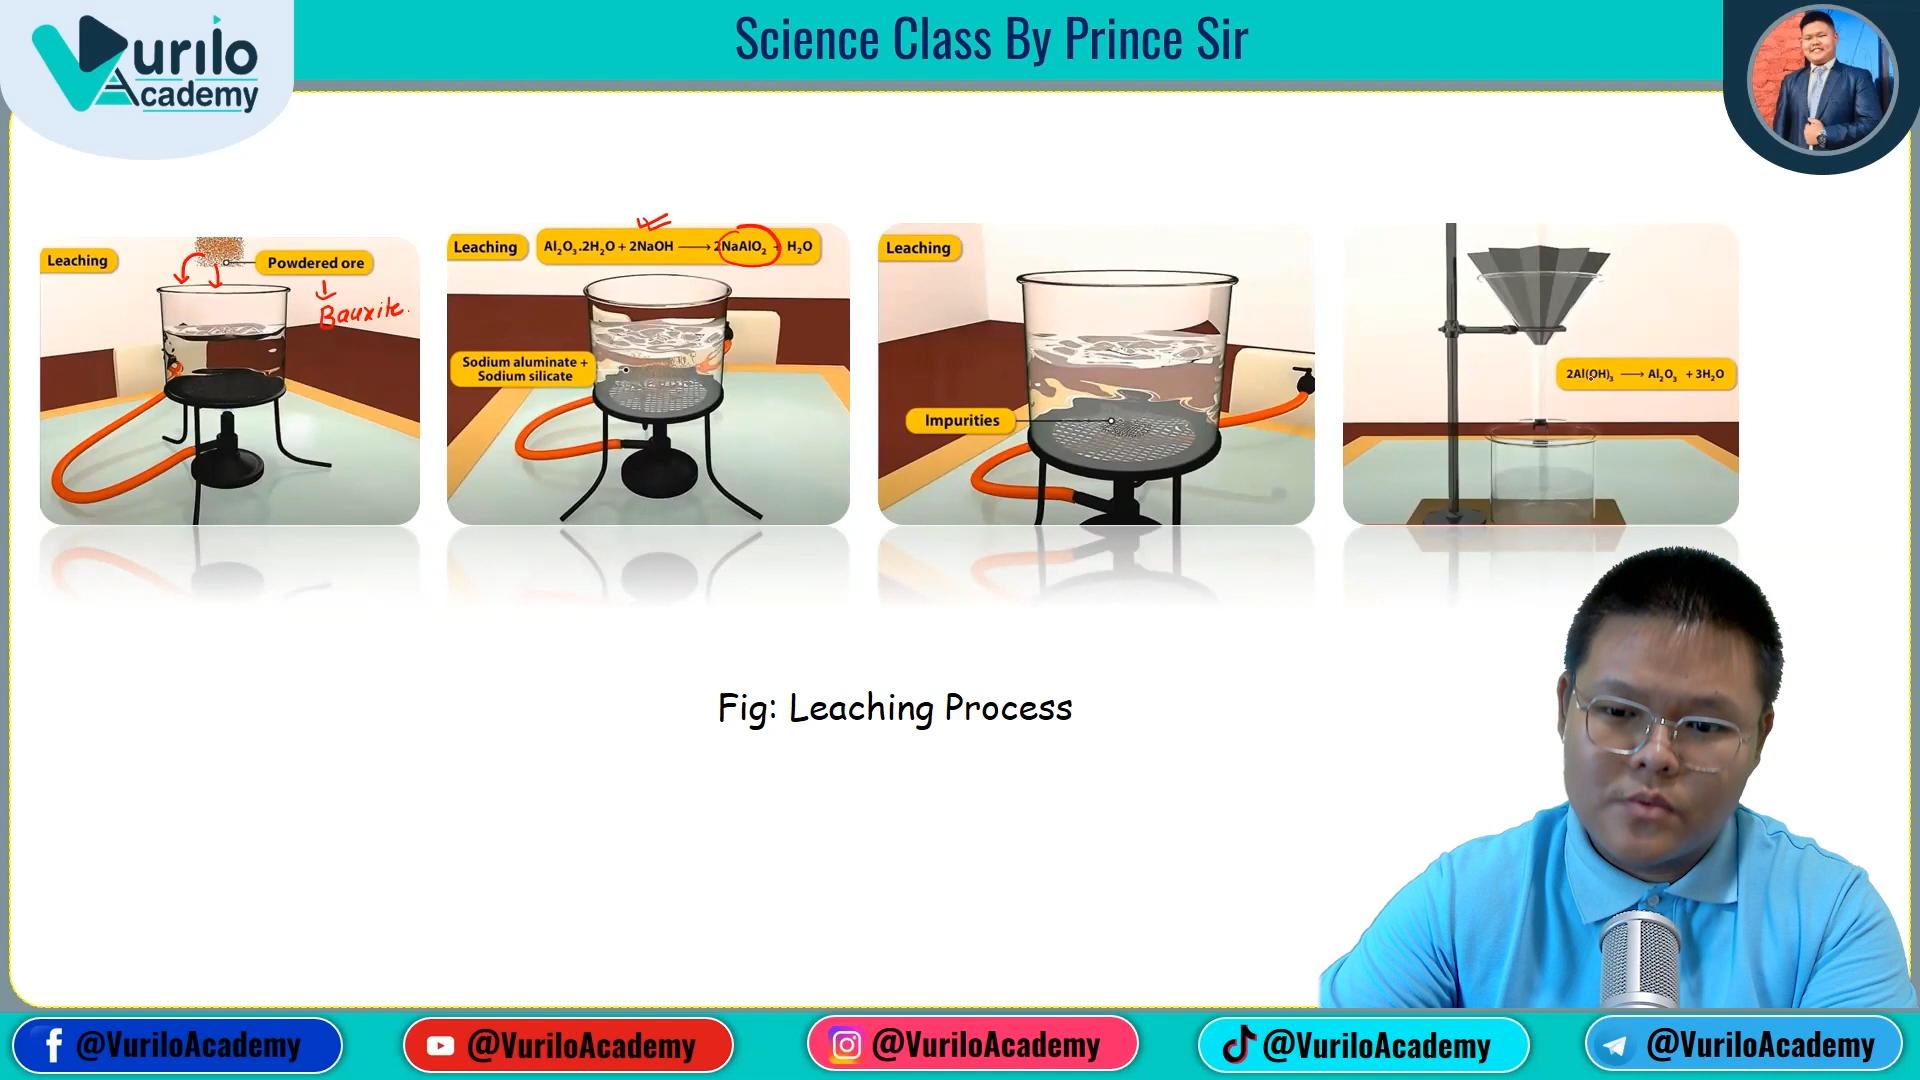 Vurilo
Academy
Science Class By Prince Sir
Leaching
Powdered ore
Bauxite.
Leaching
Al₂O₃.2H₂O + 2NaOH ⟶ 2NaAlO₂ + H₂O
Sodium aluminate +
Sodium silicate
Leaching
Impurities
2Al(OH)₃ ⟶ Al₂O₃ + 3H₂O
Fig: Leaching Process
@VuriloAcademy
@VuriloAcademy
@VuriloAcademy
@VuriloAcademy
@VuriloAcademy